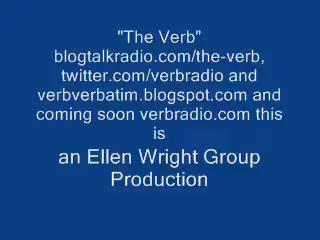 "The Verb"
blogtalkradio.com/the-verb,
twitter.com/verbradio and
verbverbatim.blogspot.com and
coming soon verbradio.com this
is
an Ellen Wright Group
Production